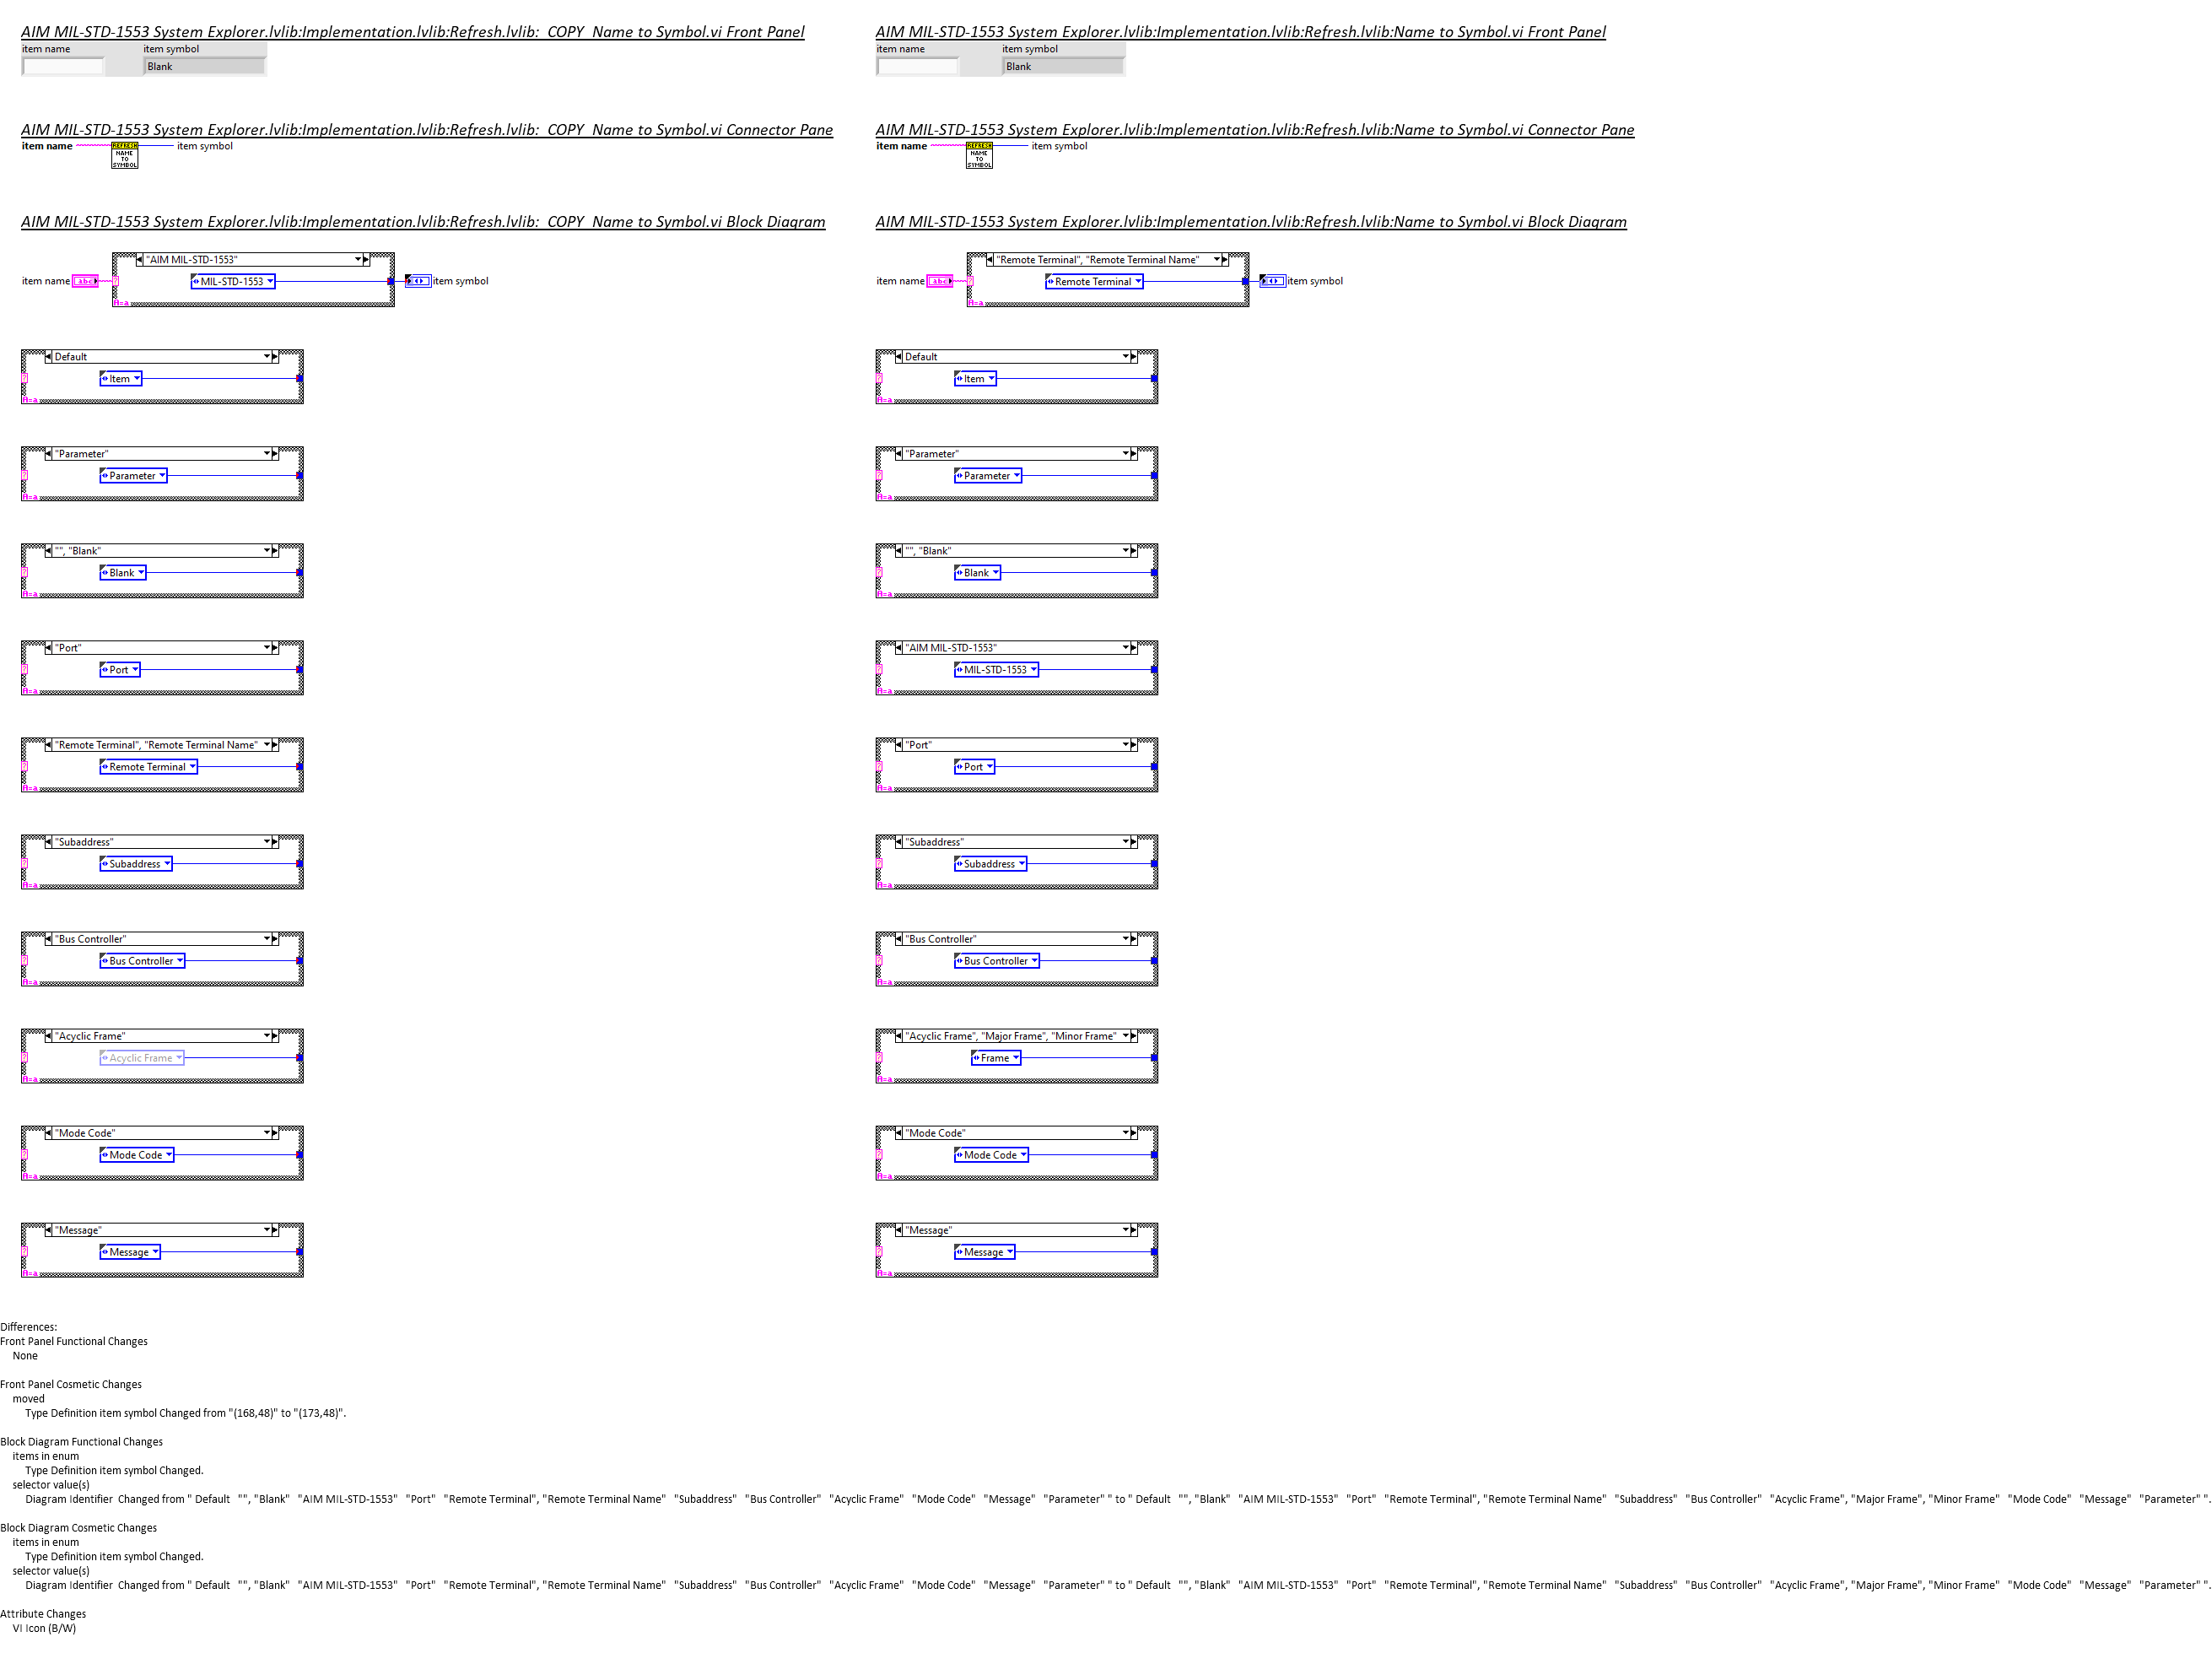 AIM MIL-STD-1553 System Explorer.lvlib:Implementation.lvlib:Refresh.lvlib:  COPY  Name to Symbol.vi Front Panel
item name item symbol
Blank
AIM MIL-STD-1553 System Explorer.lvlib:Implementation.lvlib:Refresh.lvlib:  COPY  Name to Symbol.vi Connector Pane
item name REFRESH NAME TO SYMBOL item symbol
AIM MIL-STD-1553 System Explorer.lvlib:Implementation.lvlib:Refresh.lvlib:  COPY  Name to Symbol.vi Block Diagram
"AIM MIL-STD-1553"
item name abc ? MIL-STD-1553 item symbol
A=a
Default
? Item
A=a
"Parameter"
? Parameter
A=a
"", "Blank"
? Blank
A=a
"Port"
? Port
A=a
"Remote Terminal", "Remote Terminal Name"
? Remote Terminal
A=a
"Subaddress"
? Subaddress
A=a
"Bus Controller"
? Bus Controller
A=a
"Acyclic Frame"
? Acyclic Frame
A=a
"Mode Code"
? Mode Code
A=a
"Message"
? Message
A=a
AIM MIL-STD-1553 System Explorer.lvlib:Implementation.lvlib:Refresh.lvlib:Name to Symbol.vi Front Panel
item name item symbol
Blank
AIM MIL-STD-1553 System Explorer.lvlib:Implementation.lvlib:Refresh.lvlib:Name to Symbol.vi Connector Pane
item name REFRESH NAME TO SYMBOL item symbol
AIM MIL-STD-1553 System Explorer.lvlib:Implementation.lvlib:Refresh.lvlib:Name to Symbol.vi Block Diagram
"Remote Terminal", "Remote Terminal Name"
item name abc ? Remote Terminal item symbol
A=a
Default
? Item
A=a
"Parameter"
? Parameter
A=a
"", "Blank"
? Blank
A=a
"AIM MIL-STD-1553"
? MIL-STD-1553
A=a
"Port"
? Port
A=a
"Subaddress"
? Subaddress
A=a
"Bus Controller"
? Bus Controller
A=a
"Acyclic Frame", "Major Frame", "Minor Frame"
? Frame
A=a
"Mode Code"
? Mode Code
A=a
"Message"
? Message
A=a
Differences:
Front Panel Functional Changes
None
Front Panel Cosmetic Changes
moved
Type Definition item symbol Changed from "(168,48)" to "(173,48)".
Block Diagram Functional Changes
items in enum
Type Definition item symbol Changed.
selector value(s)
Diagram Identifier  Changed from " Default   "", "Blank"   "AIM MIL-STD-1553"   "Port"   "Remote Terminal", "Remote Terminal Name"   "Subaddress"   "Bus Controller"   "Acyclic Frame"   "Mode Code"   "Message"   "Parameter" " to " Default   "", "Blank"   "AIM MIL-STD-1553"   "Port"   "Remote Terminal", "Remote Terminal Name"   "Subaddress"   "Bus Controller"   "Acyclic Frame", "Major Frame", "Minor Frame"   "Mode Code"   "Message"   "Parameter" ".
Block Diagram Cosmetic Changes
items in enum
Type Definition item symbol Changed.
selector value(s)
Diagram Identifier  Changed from " Default   "", "Blank"   "AIM MIL-STD-1553"   "Port"   "Remote Terminal", "Remote Terminal Name"   "Subaddress"   "Bus Controller"   "Acyclic Frame"   "Mode Code"   "Message"   "Parameter" " to " Default   "", "Blank"   "AIM MIL-STD-1553"   "Port"   "Remote Terminal", "Remote Terminal Name"   "Subaddress"   "Bus Controller"   "Acyclic Frame", "Major Frame", "Minor Frame"   "Mode Code"   "Message"   "Parameter" ".
Attribute Changes
VI Icon (B/W)